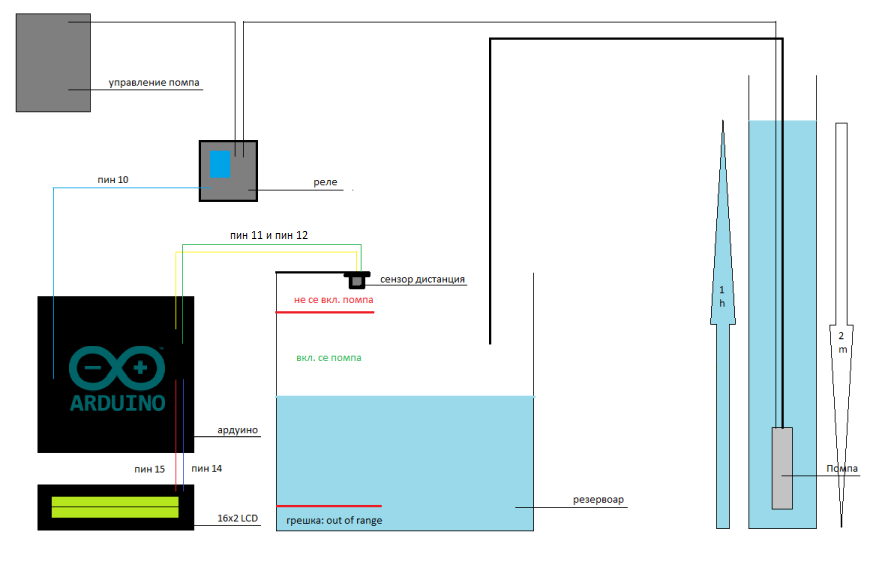 управление помпа
пин 10
реле
пин 11 и пин 12
сензор дистанция
не се вкл. помпа
1
h
2
m
вкл. се помпа
ARDUINO
ардуино
пин 15
пин 14
Помпа
резервоар
16x2 LCD
грешка: out of range